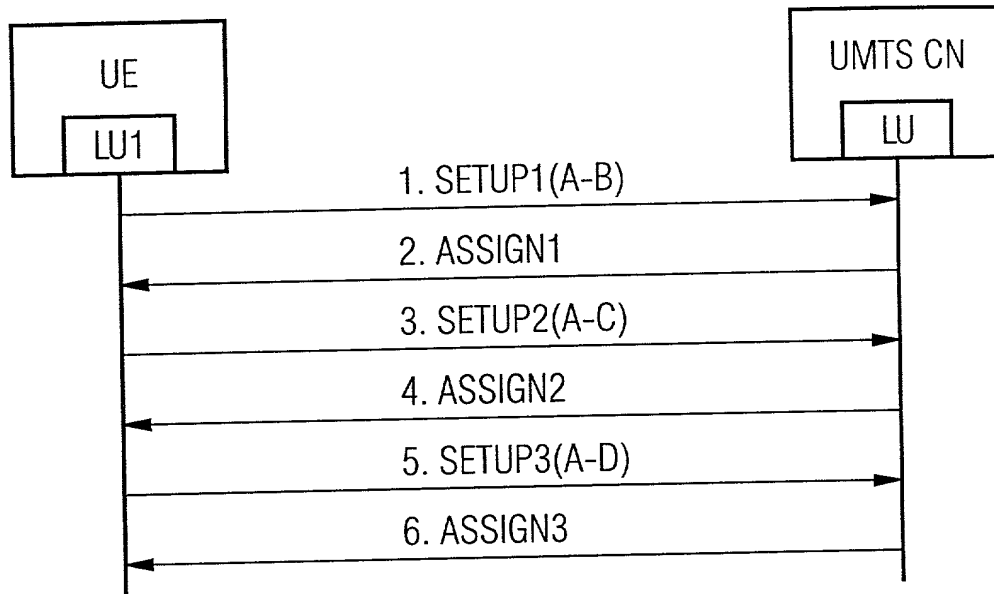 UE
LU1
UMTS CN
LU
1. SETUP1(A-B)
2. ASSIGN1
3. SETUP2(A-C)
4. ASSIGN2
5. SETUP3(A-D)
6. ASSIGN3